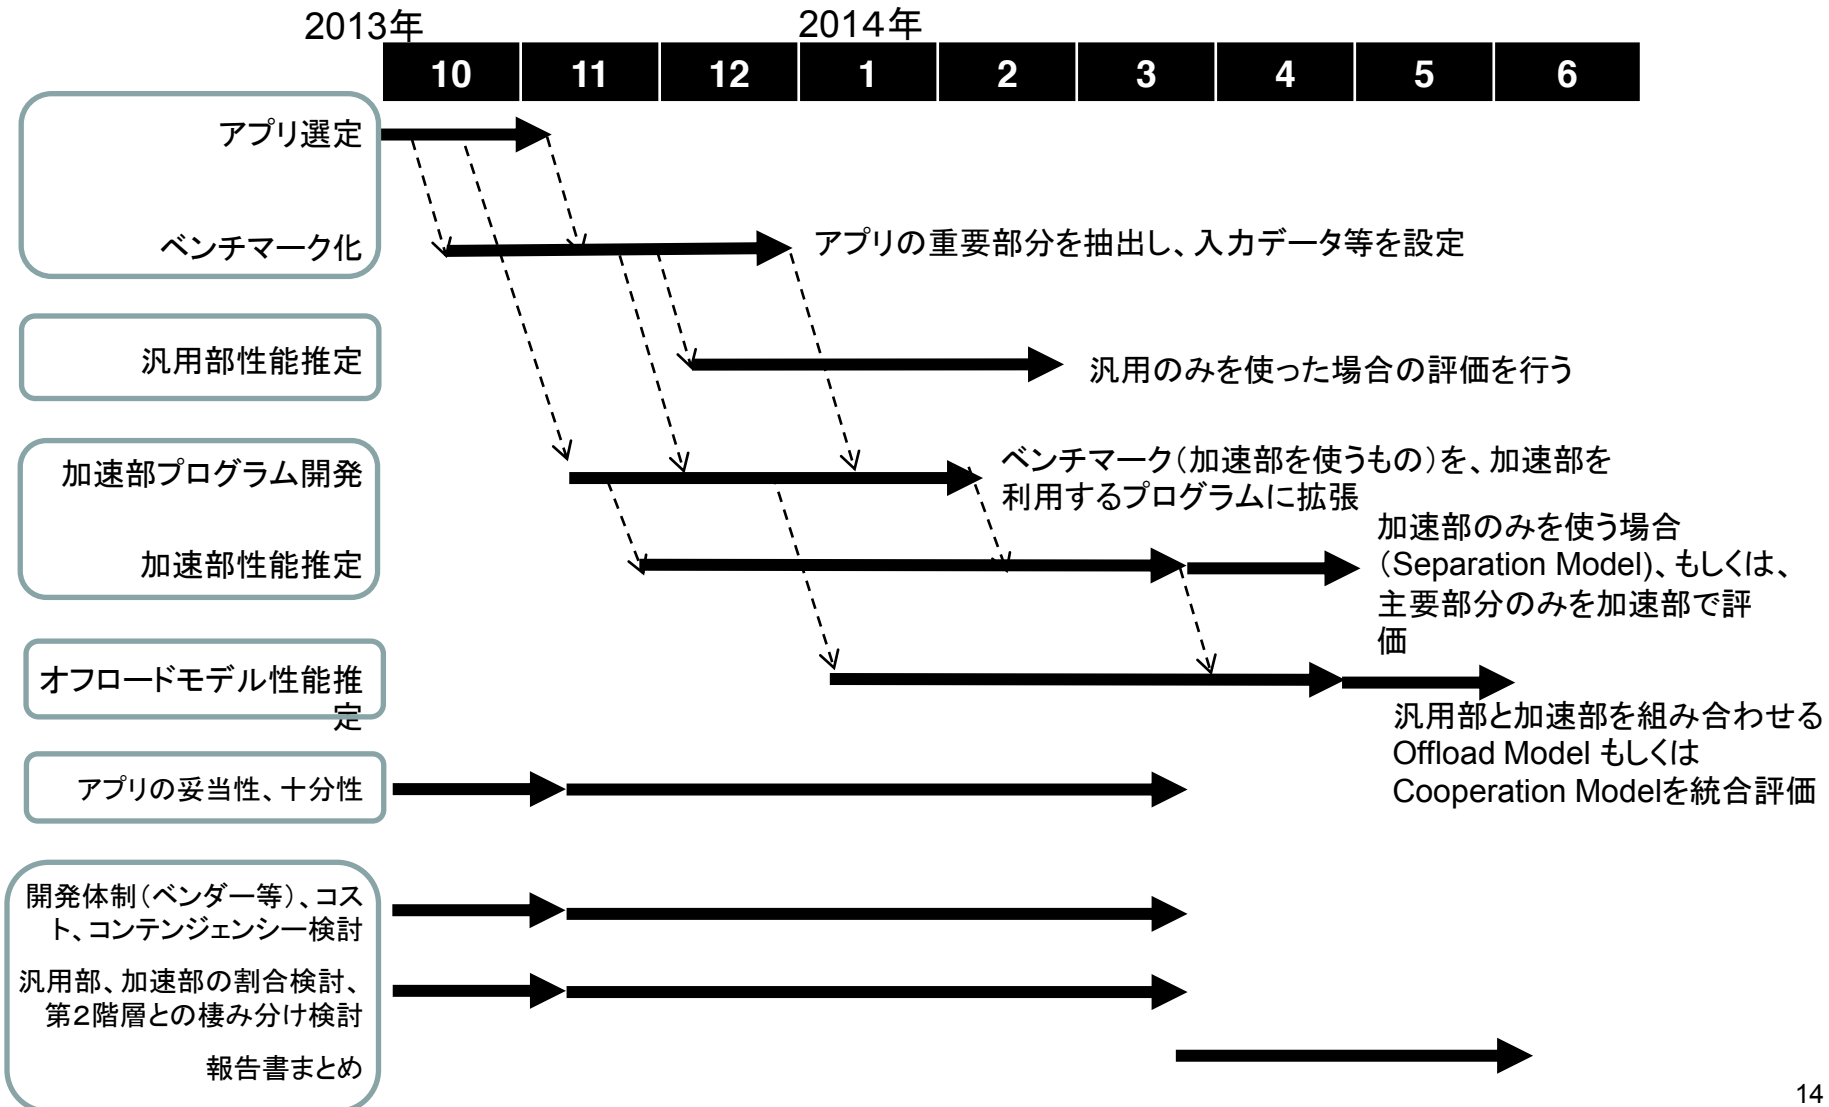 2013年
2014年
10 11 12 1 2 3 4 5 6
アプリ選定
ベンチマーク化
アプリの重要部分を抽出し、入力データ等を設定
汎用部性能推定
汎用のみを使った場合の評価を行う
加速部プログラム開発
ベンチマーク（加速部を使うもの）を、加速部を
利用するプログラムに拡張
加速部性能推定
加速部のみを使う場合
（Separation Model)、もしくは、
主要部分のみを加速部で評
価
オフロードモデル性能推
定
汎用部と加速部を組み合わせる
Offload Model もしくは
Cooperation Modelを統合評価
アプリの妥当性、十分性
開発体制（ベンダー等）、コス
ト、コンテンジェンシー検討
汎用部、加速部の割合検討、
第２階層との棲み分け検討
報告書まとめ
14